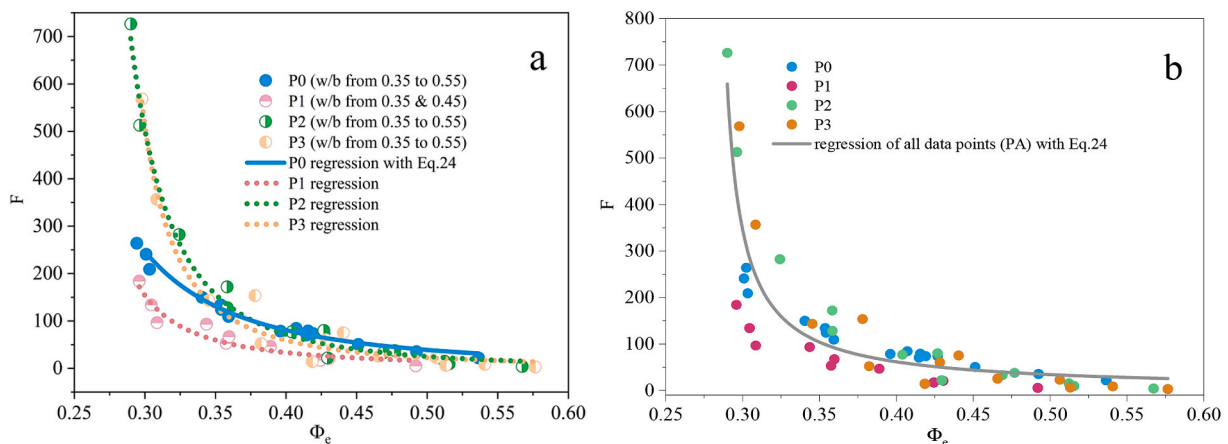 a
P0 (w/b from 0.35 to 0.55)
P1 (w/b from 0.35 & 0.45)
P2 (w/b from 0.35 to 0.55)
P3 (w/b from 0.35 to 0.55)
P0 regression with Eq.24
P1 regression
P2 regression
P3 regression
700
600
500
400
300
200
100
0
F
0.25
0.30
0.35
0.40
0.45
0.50
0.55
0.60
Φe
b
P0
P1
P2
P3
regression of all data points (PA) with Eq.24
800
700
600
500
400
300
200
100
0
F
0.25
0.30
0.35
0.40
0.45
0.50
0.55
0.60
Φe